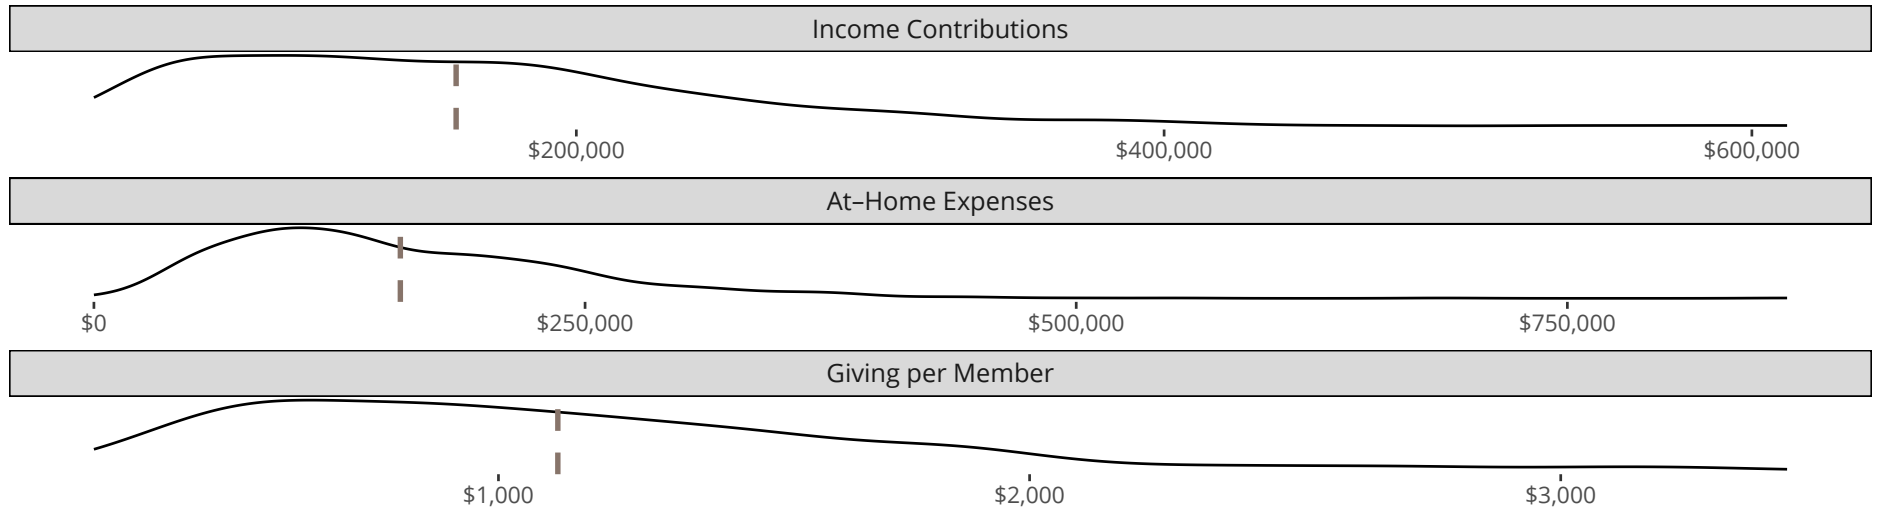 Income Contributions
$200,000 $400,000 $600,000
At–Home Expenses
$0 $250,000 $500,000 $750,000
Giving per Member
$1,000 $2,000 $3,000